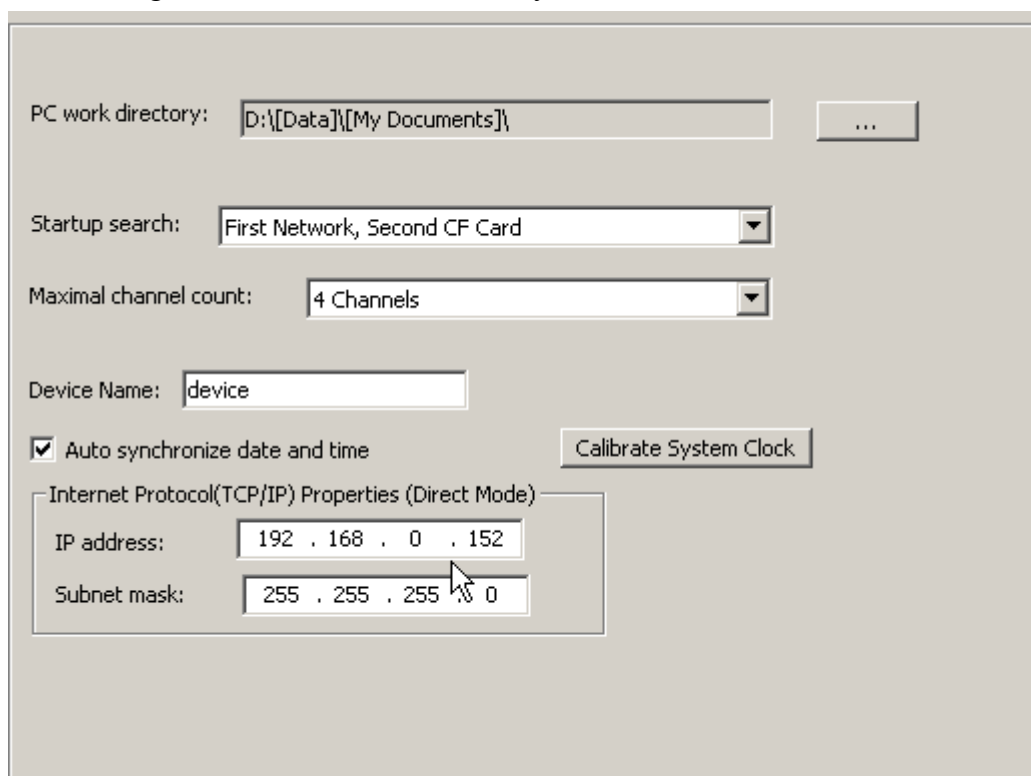 PC work directory: D:\[Data]\[My Documents]\ ...
Startup search: First Network, Second CF Card
Maximal channel count: 4 Channels
Device Name: device
Auto synchronize date and time Calibrate System Clock
Internet Protocol(TCP/IP) Properties (Direct Mode)
IP address: 192 . 168 . 0 . 152
Subnet mask: 255 . 255 . 255 . 0